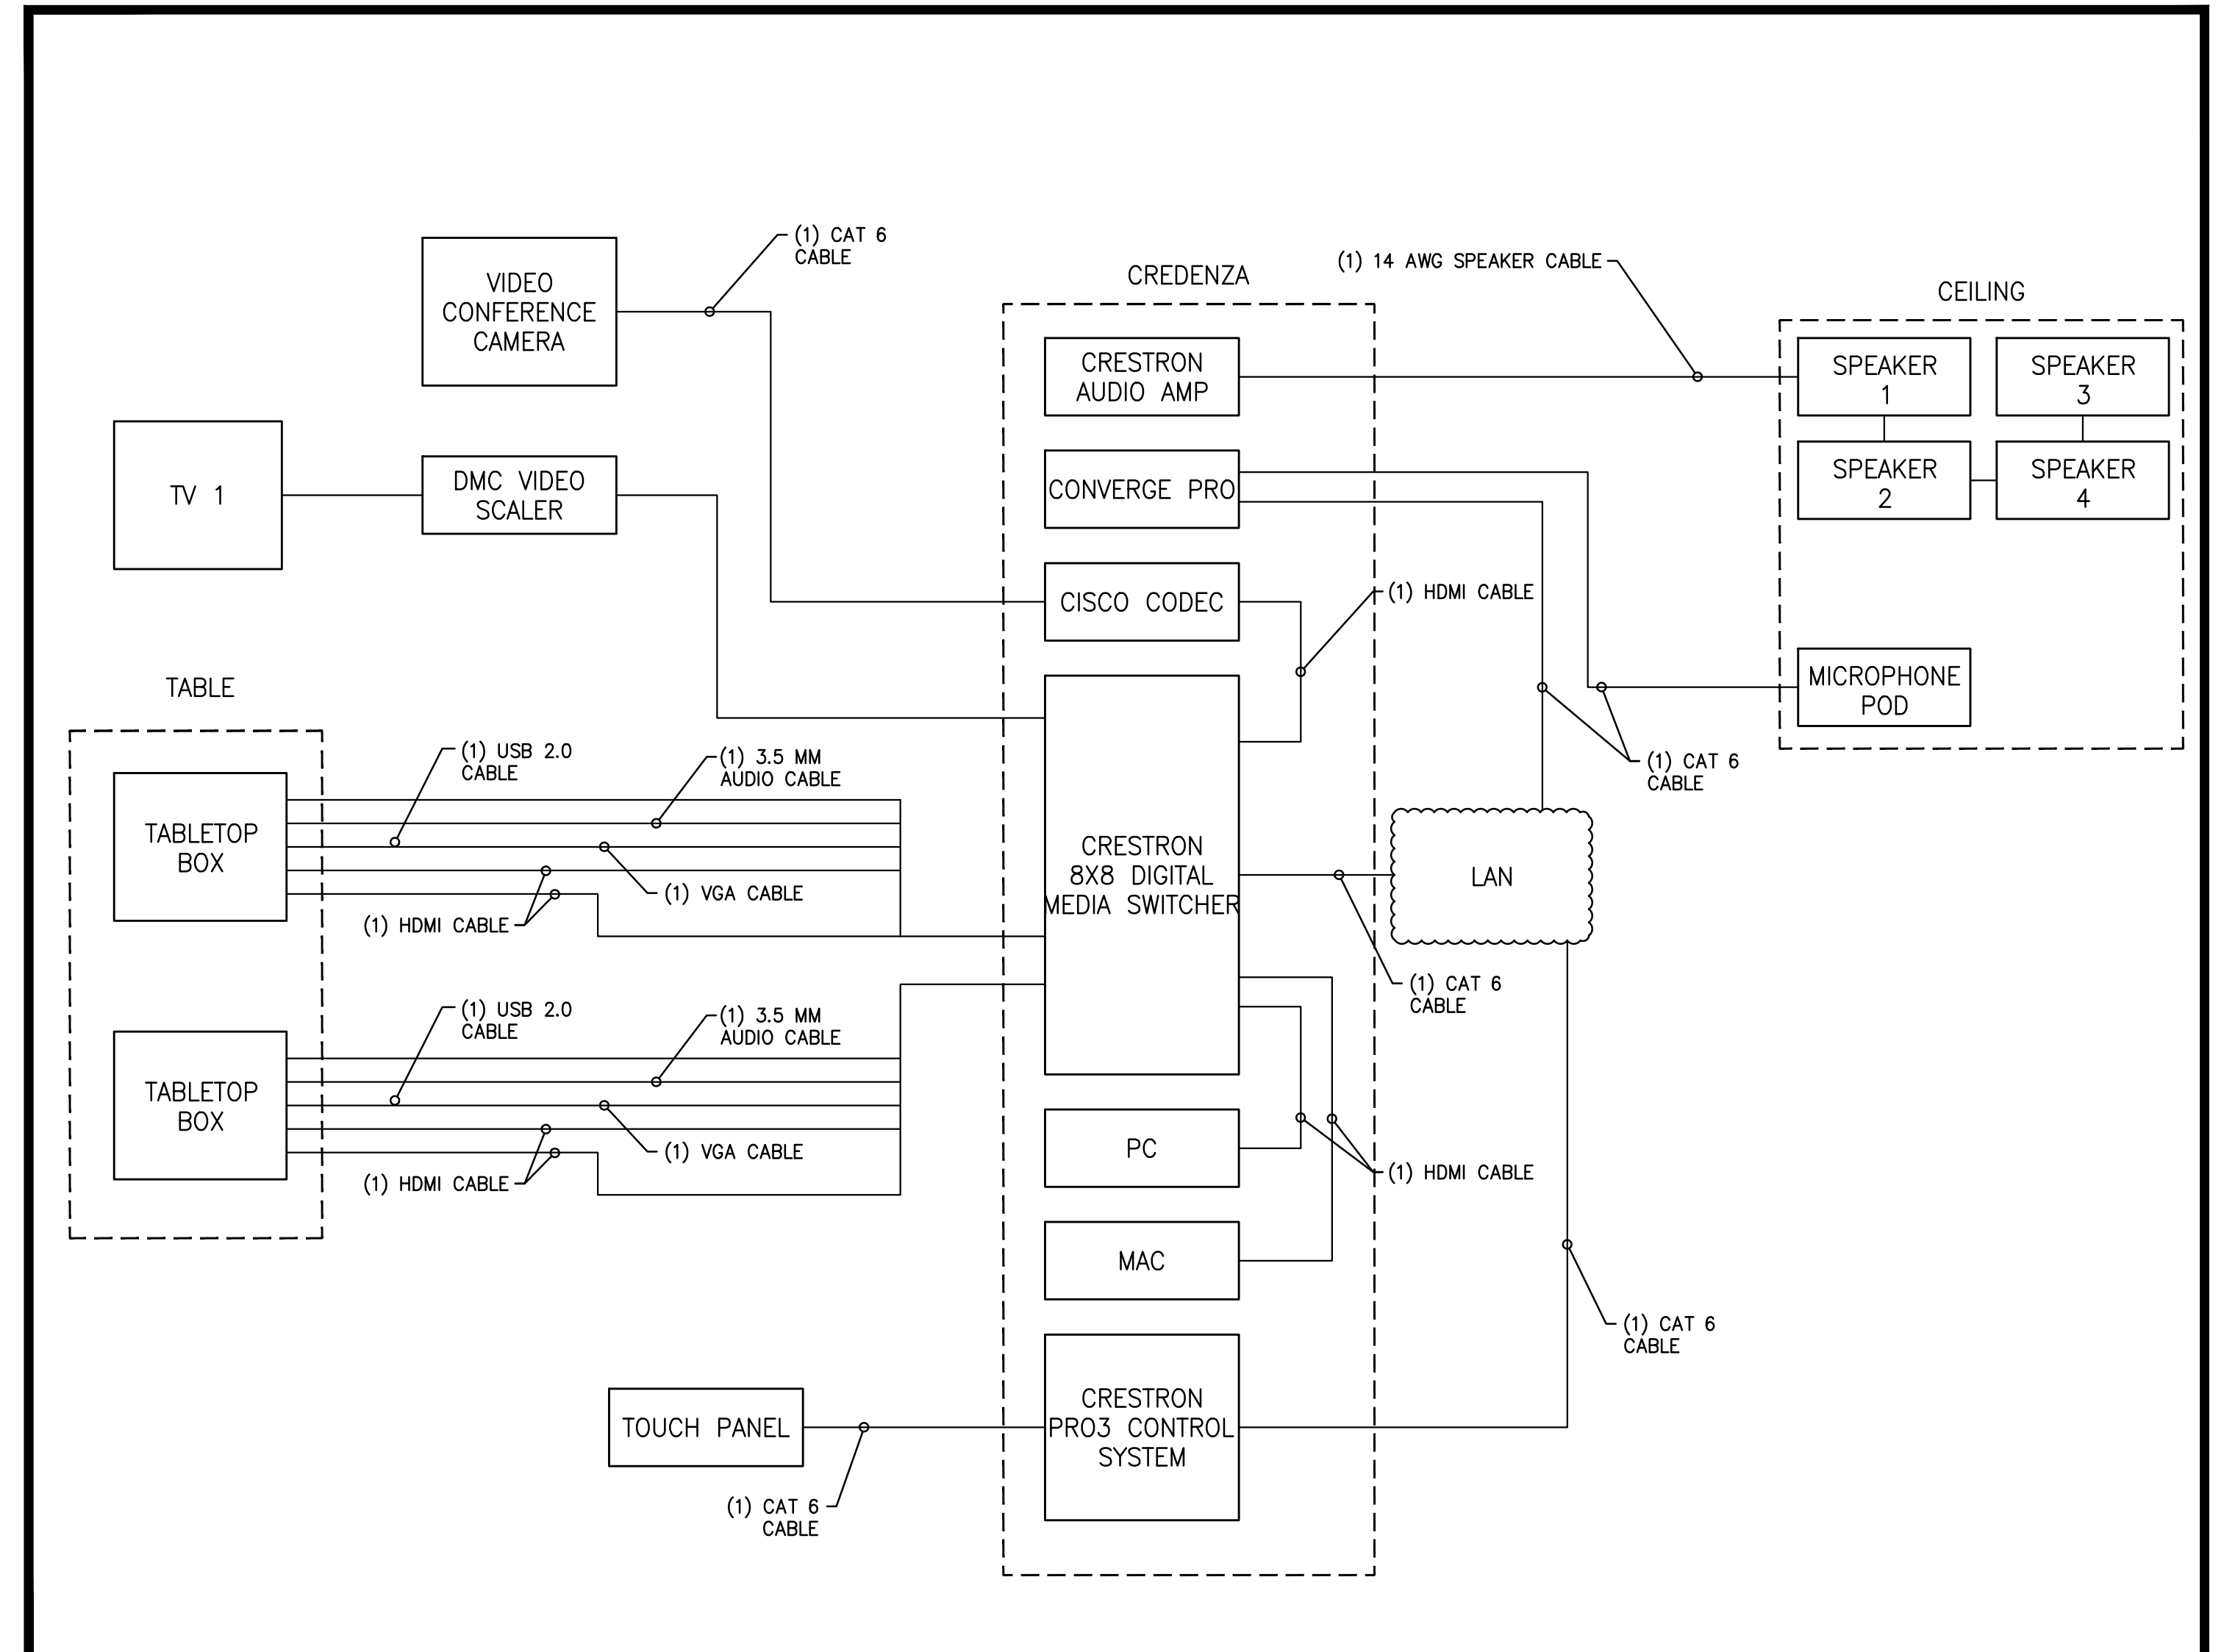 (1) CAT 6
CABLE
VIDEO
CONFERENCE
CAMERA
CREDENZA
(1) 14 AWG SPEAKER CABLE
CEILING
CRESTRON
AUDIO AMP
SPEAKER
1
SPEAKER
3
TV 1
DMC VIDEO
SCALER
CONVERGE PRO
SPEAKER
2
SPEAKER
4
CISCO CODEC
(1) HDMI CABLE
TABLE
MICROPHONE
POD
(1) USB 2.0
CABLE
(1) 3.5 MM
AUDIO CABLE
(1) CAT 6
CABLE
TABLETOP
BOX
(1) VGA CABLE
(1) HDMI CABLE
CRESTRON
8X8 DIGITAL
MEDIA SWITCHER
LAN
(1) CAT 6
CABLE
(1) USB 2.0
CABLE
(1) 3.5 MM
AUDIO CABLE
TABLETOP
BOX
(1) VGA CABLE
(1) HDMI CABLE
PC
(1) HDMI CABLE
MAC
(1) CAT 6
CABLE
TOUCH PANEL
CRESTRON
PRO3 CONTROL
SYSTEM
(1) CAT 6
CABLE